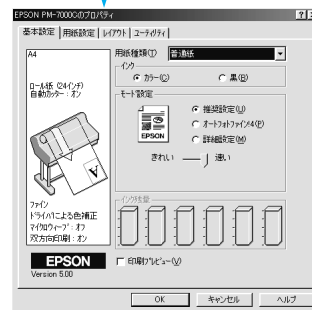 EPSON PM-7000Cのプロパティ
基本設定 用紙設定 レイアウト ユーティリティ
A4
ロール紙 (24インチ)
自動カッター : オン
ファイン
ドライバによる色補正
マイクロウィーブ : オフ
双方向印刷 : オン
EPSON
Version 5.00
用紙種類(T) 普通紙
インク
カラー(C) 黒(B)
モード設定
EPSON
推奨設定(U)
オートフォトファイン!4(P)
詳細設定(M)
きれい 速い
インク残量
印刷プレビュー(V)
OK キャンセル ヘルプ